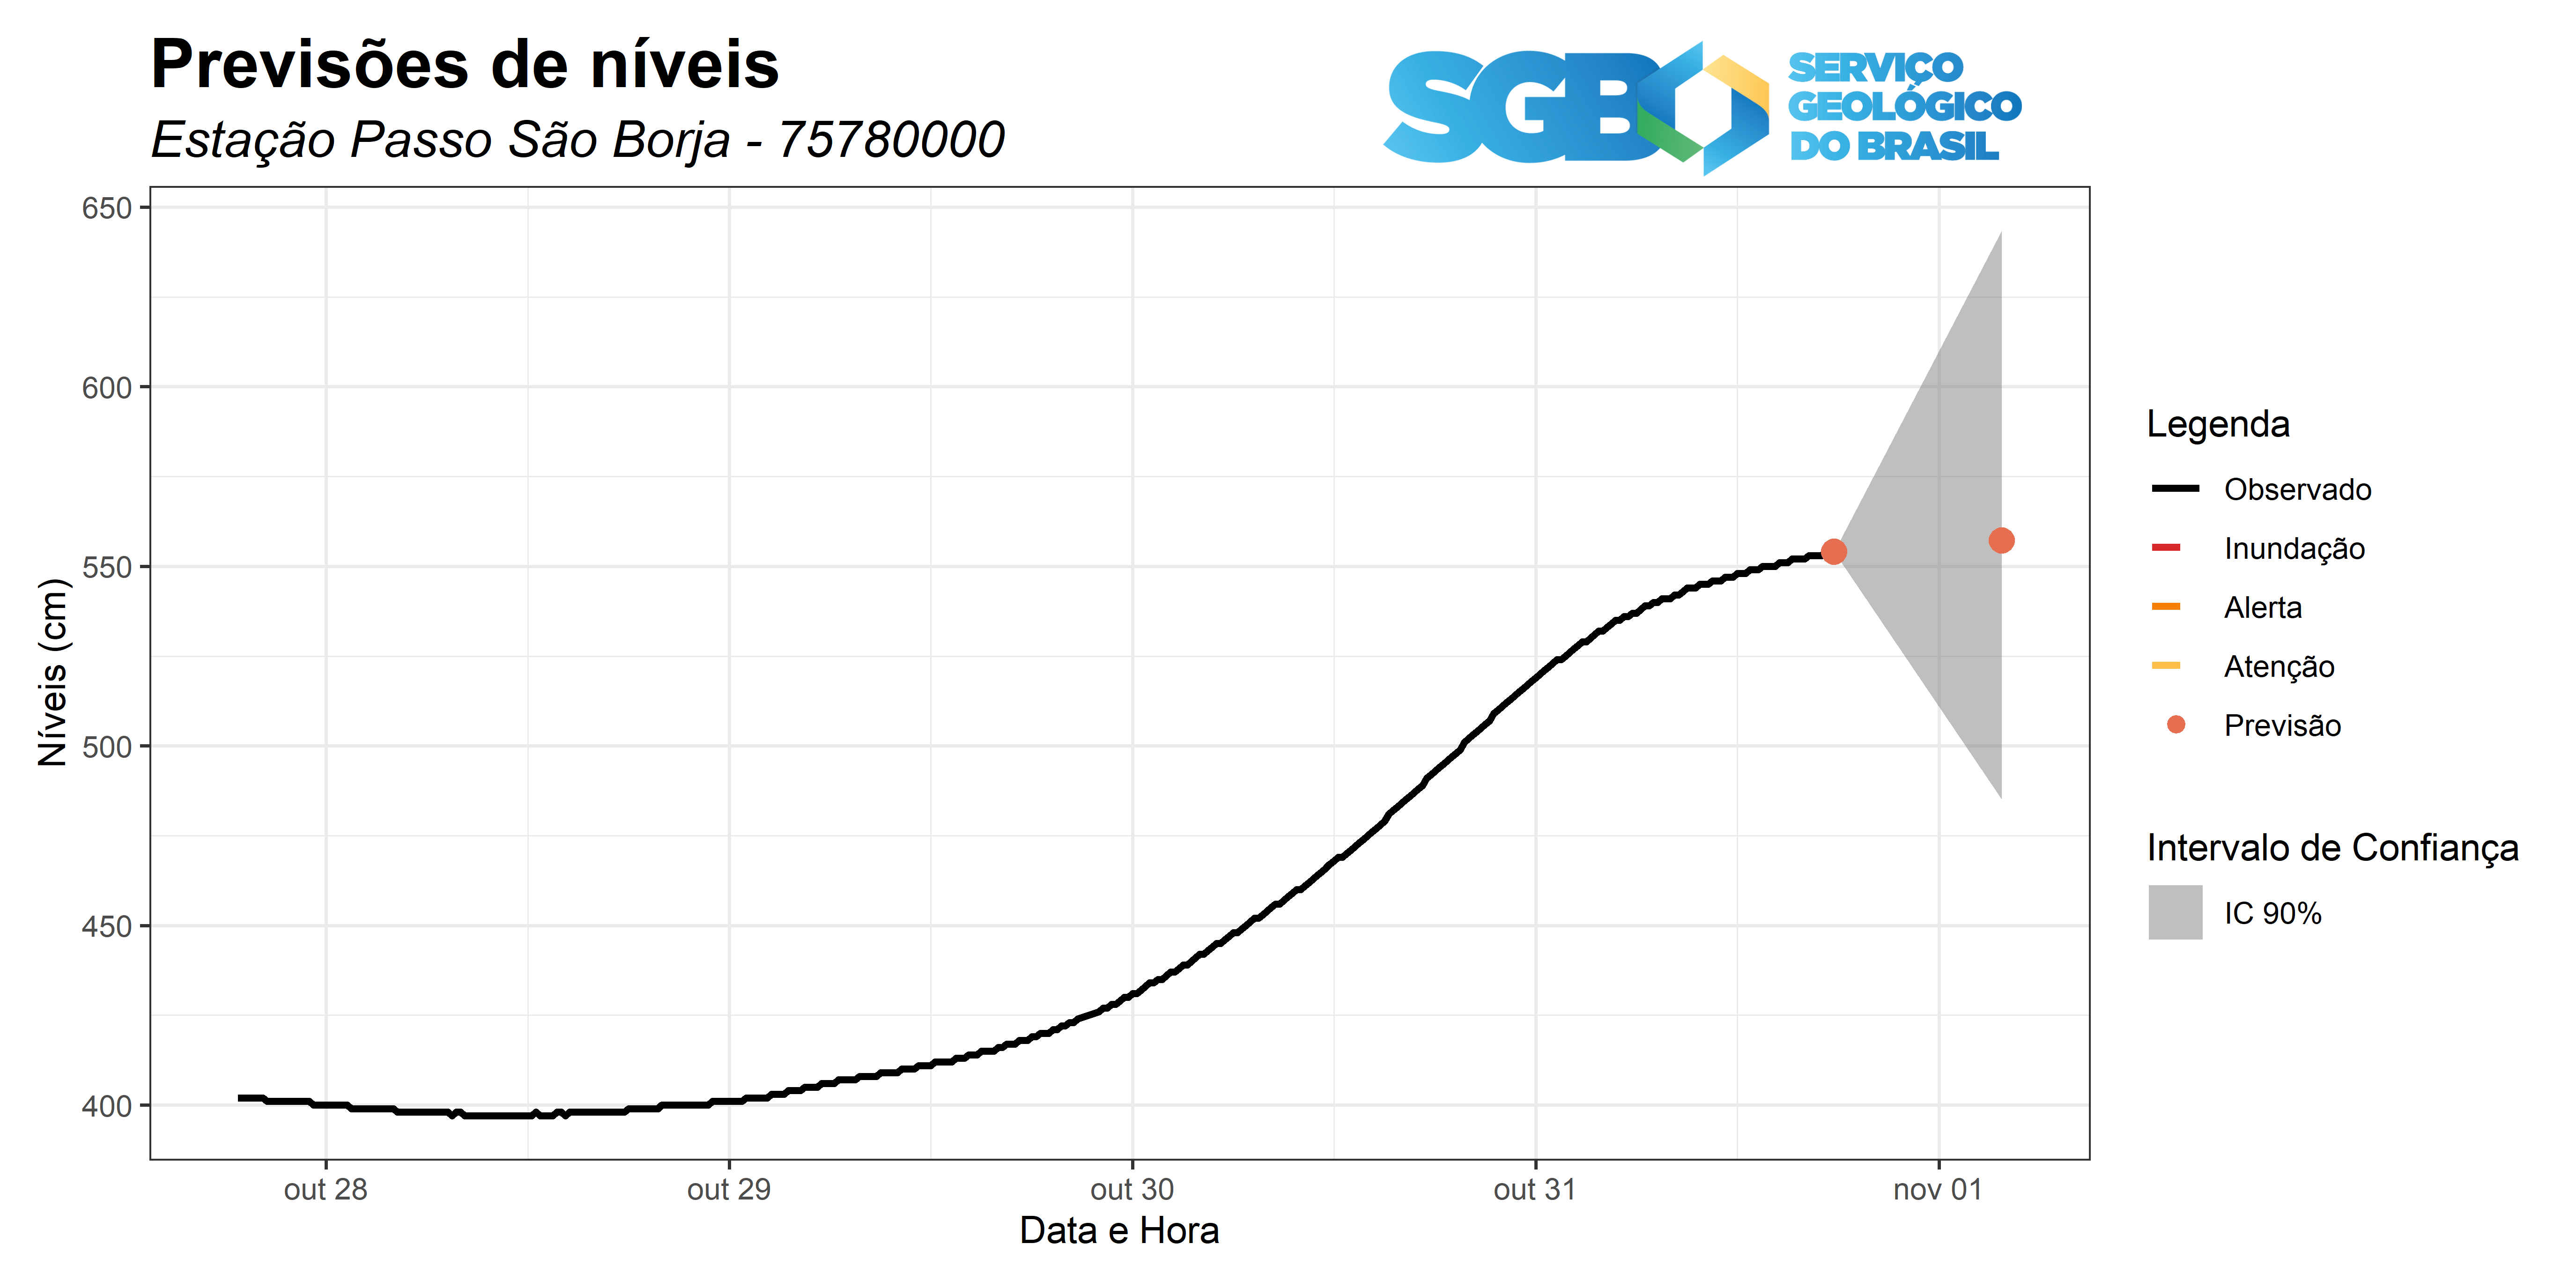 Previsões de níveis
Estação Passo São Borja - 75780000
SGB
SERVIÇO
GEOLÓGICO
DO BRASIL
650
600
550
500
450
400
Níveis (cm)
out 28
out 29
out 30
out 31
nov 01
Data e Hora
Legenda
Observado
Inundação
Alerta
Atenção
Previsão
Intervalo de Confiança
IC 90%